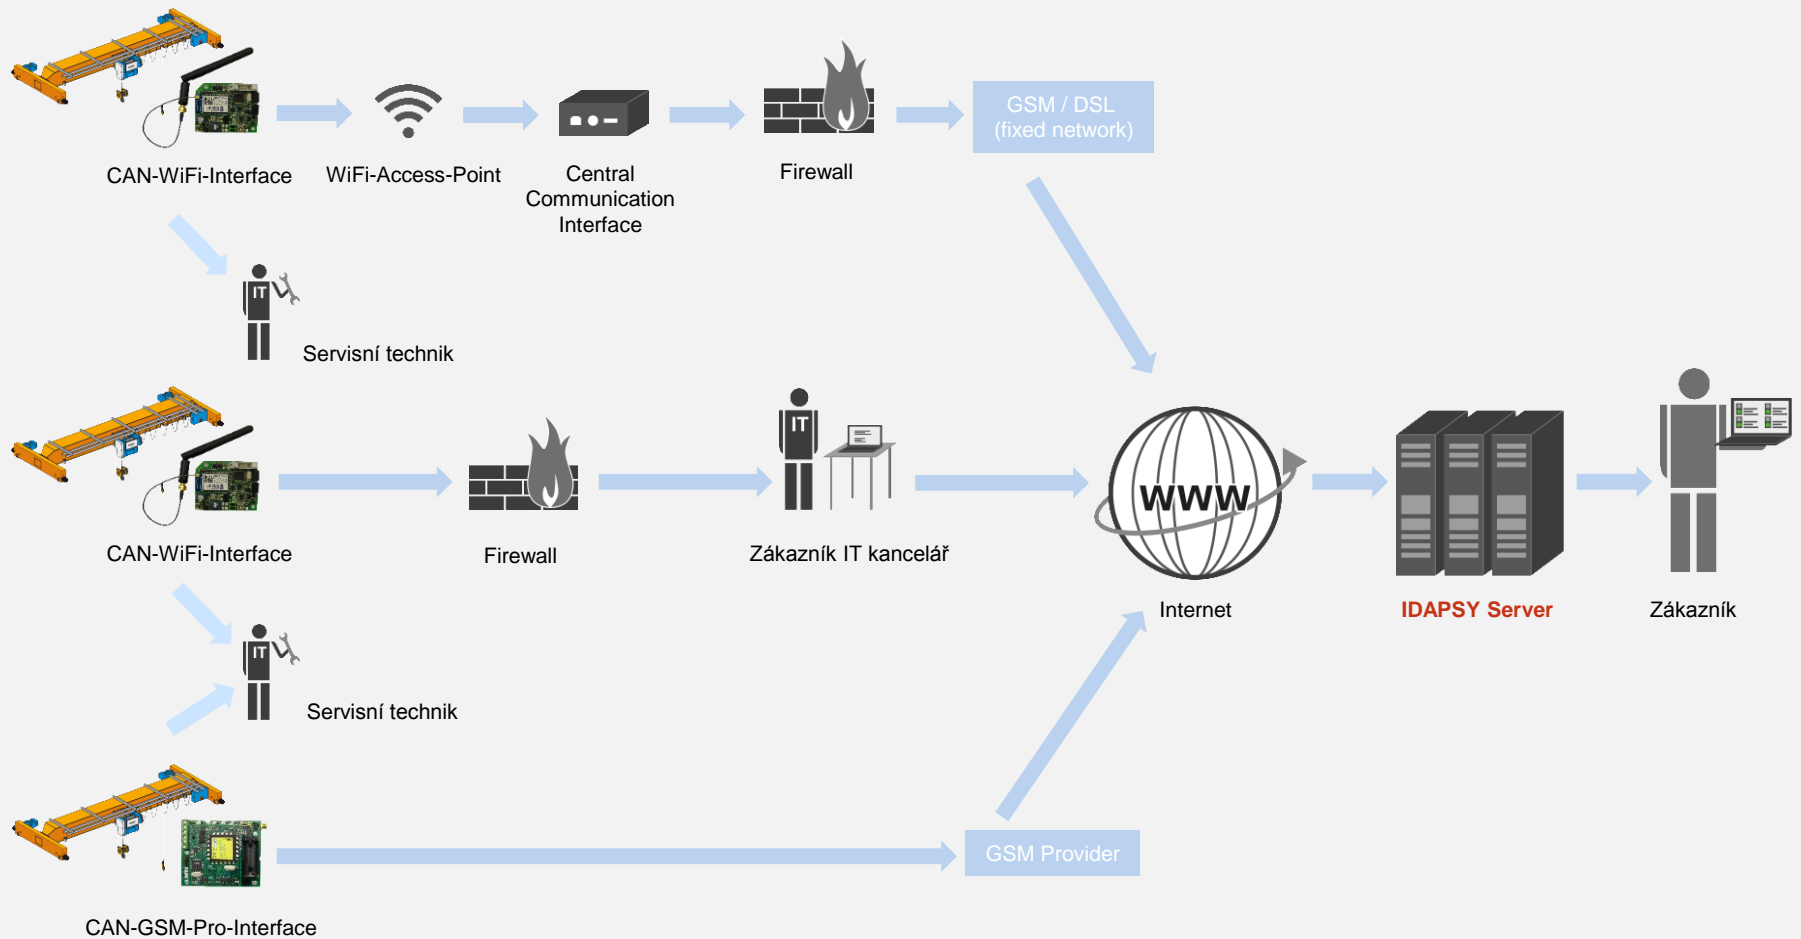 GSM / DSL
(fixed network)
CAN-WiFi-Interface
WiFi-Access-Point
Central
Communication
Interface
Firewall
IT
Servisní technik
IT
WWW
CAN-WiFi-Interface
Firewall
Zákazník IT kancelář
Internet
IDAPSY Server
Zákazník
IT
Servisní technik
GSM Provider
CAN-GSM-Pro-Interface